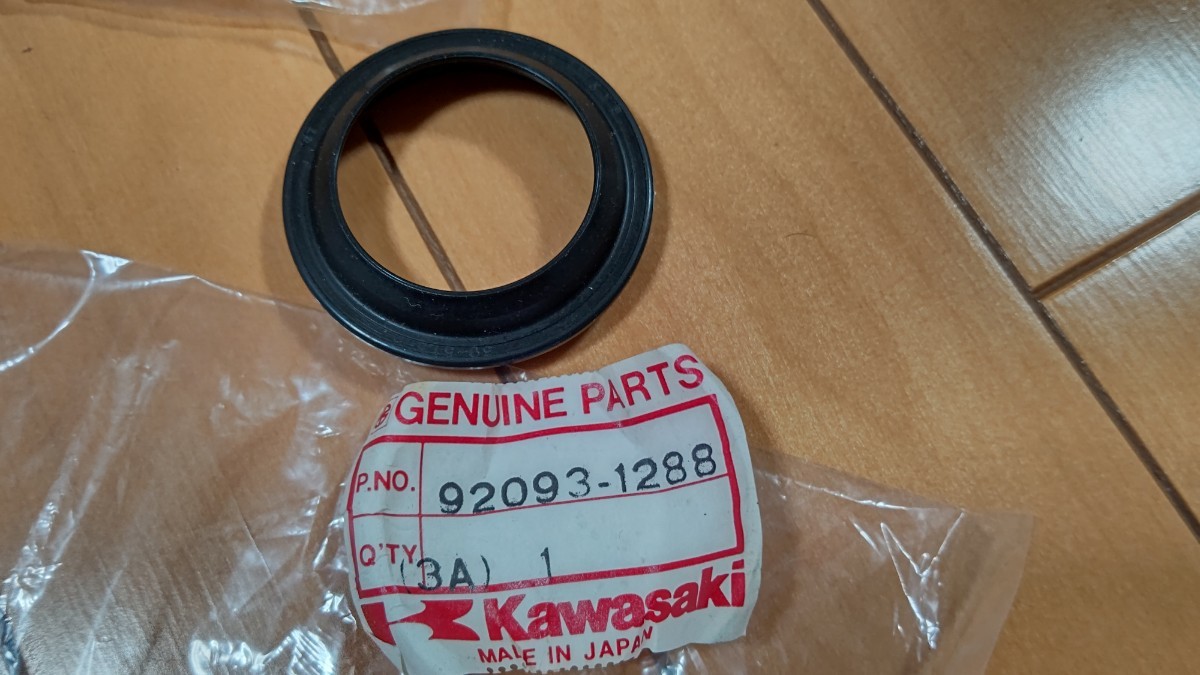 GENUINE PARTS
P.NO. 92093-1288
Q'TY (3A) 1
Kawasaki
MADE IN JAPAN